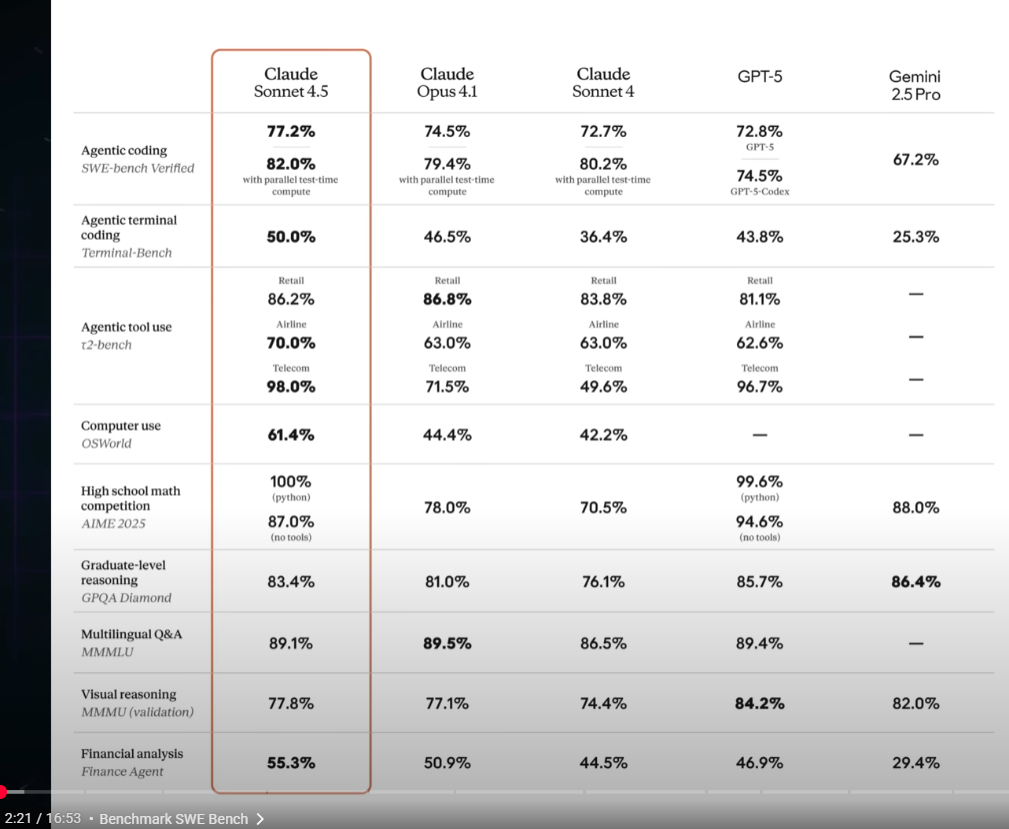 Claude
Sonnet 4.5
Claude
Opus 4.1
Claude
Sonnet 4
GPT-5
Gemini
2.5 Pro
Agentic coding
SWE-bench Verified
77.2%
82.0%
with parallel test-time
compute
74.5%
79.4%
with parallel test-time
compute
72.7%
80.2%
with parallel test-time
compute
72.8%
GPT-5
74.5%
GPT-5-Codex
67.2%
Agentic terminal
coding
Terminal-Bench
50.0%
46.5%
36.4%
43.8%
25.3%
Agentic tool use
τ2-bench
Retail
86.2%
Airline
70.0%
Telecom
98.0%
Retail
86.8%
Airline
63.0%
Telecom
71.5%
Retail
83.8%
Airline
63.0%
Telecom
49.6%
Retail
81.1%
Airline
62.6%
Telecom
96.7%
—
—
—
Computer use
OSWorld
61.4%
44.4%
42.2%
—
—
High school math
competition
AIME 2025
100%
(python)
87.0%
(no tools)
78.0%
70.5%
99.6%
(python)
94.6%
(no tools)
88.0%
Graduate-level
reasoning
GPQA Diamond
83.4%
81.0%
76.1%
85.7%
86.4%
Multilingual Q&A
MMMLU
89.1%
89.5%
86.5%
89.4%
—
Visual reasoning
MMMU (validation)
77.8%
77.1%
74.4%
84.2%
82.0%
Financial analysis
Finance Agent
55.3%
50.9%
44.5%
46.9%
29.4%
2:21 / 16:53 • Benchmark SWE Bench